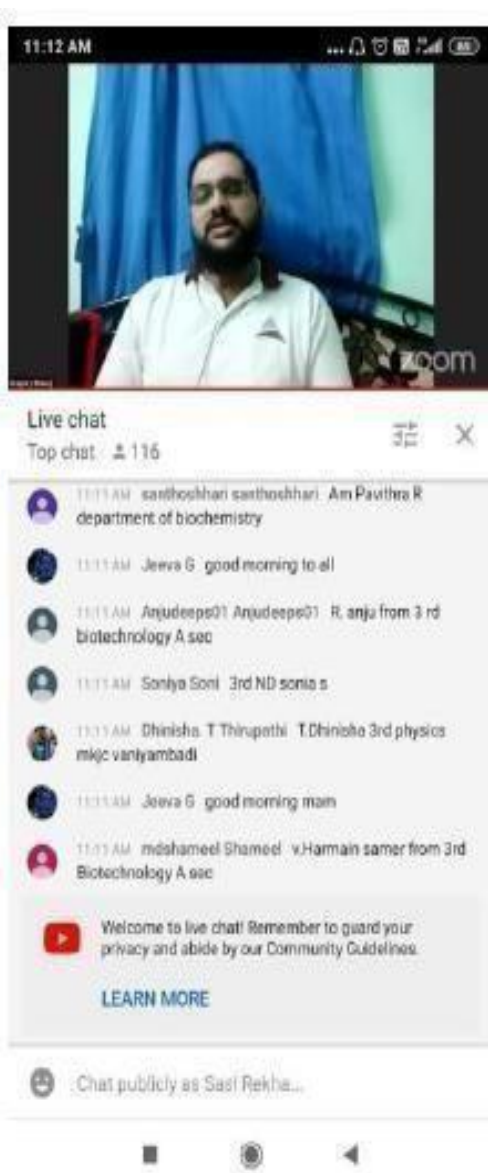 11:12 AM
zoom
Live chat
Top chat 116
11:11 AM santhoshhari santhoshhari Am Pavithra R
department of biochemistry
11:11 AM Jeeva G good morning to all
11:11 AM Anjudeeps01 Anjudeeps01 R. anju from 3 rd
biotechnology A sec
11:11 AM Soniya Soni 3rd ND sonia s
11:11 AM Dhinisha. T Thirupathi T.Dhinisha 3rd physics
mkjc vaniyambadi
11:11 AM Jeeva G good morning mam
11:11 AM mdshameel Shameel v.Harmain samer from 3rd
Biotechnology A sec
Welcome to live chat! Remember to guard your
privacy and abide by our Community Guidelines.
LEARN MORE
Chat publicly as Sasi Rekha...